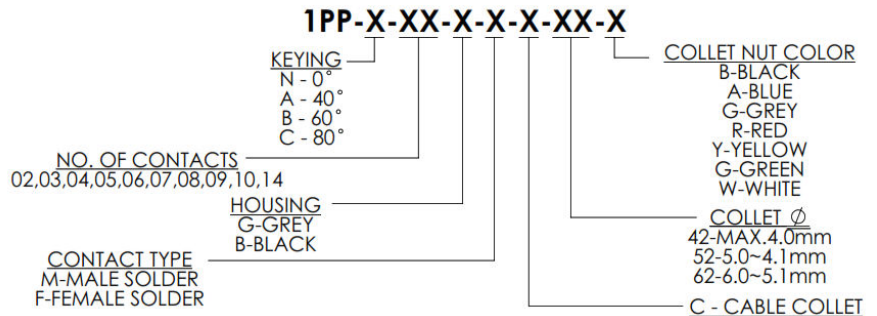 1PP-X-XX-X-X-X-XX-X
KEYING
N - 0°
A - 40°
B - 60°
C - 80°
NO. OF CONTACTS
02,03,04,05,06,07,08,09,10,14
HOUSING
G-GREY
B-BLACK
CONTACT TYPE
M-MALE SOLDER
F-FEMALE SOLDER
COLLET NUT COLOR
B-BLACK
A-BLUE
G-GREY
R-RED
Y-YELLOW
G-GREEN
W-WHITE
COLLET Ø
42-MAX.4.0mm
52-5.0~4.1mm
62-6.0~5.1mm
C - CABLE COLLET